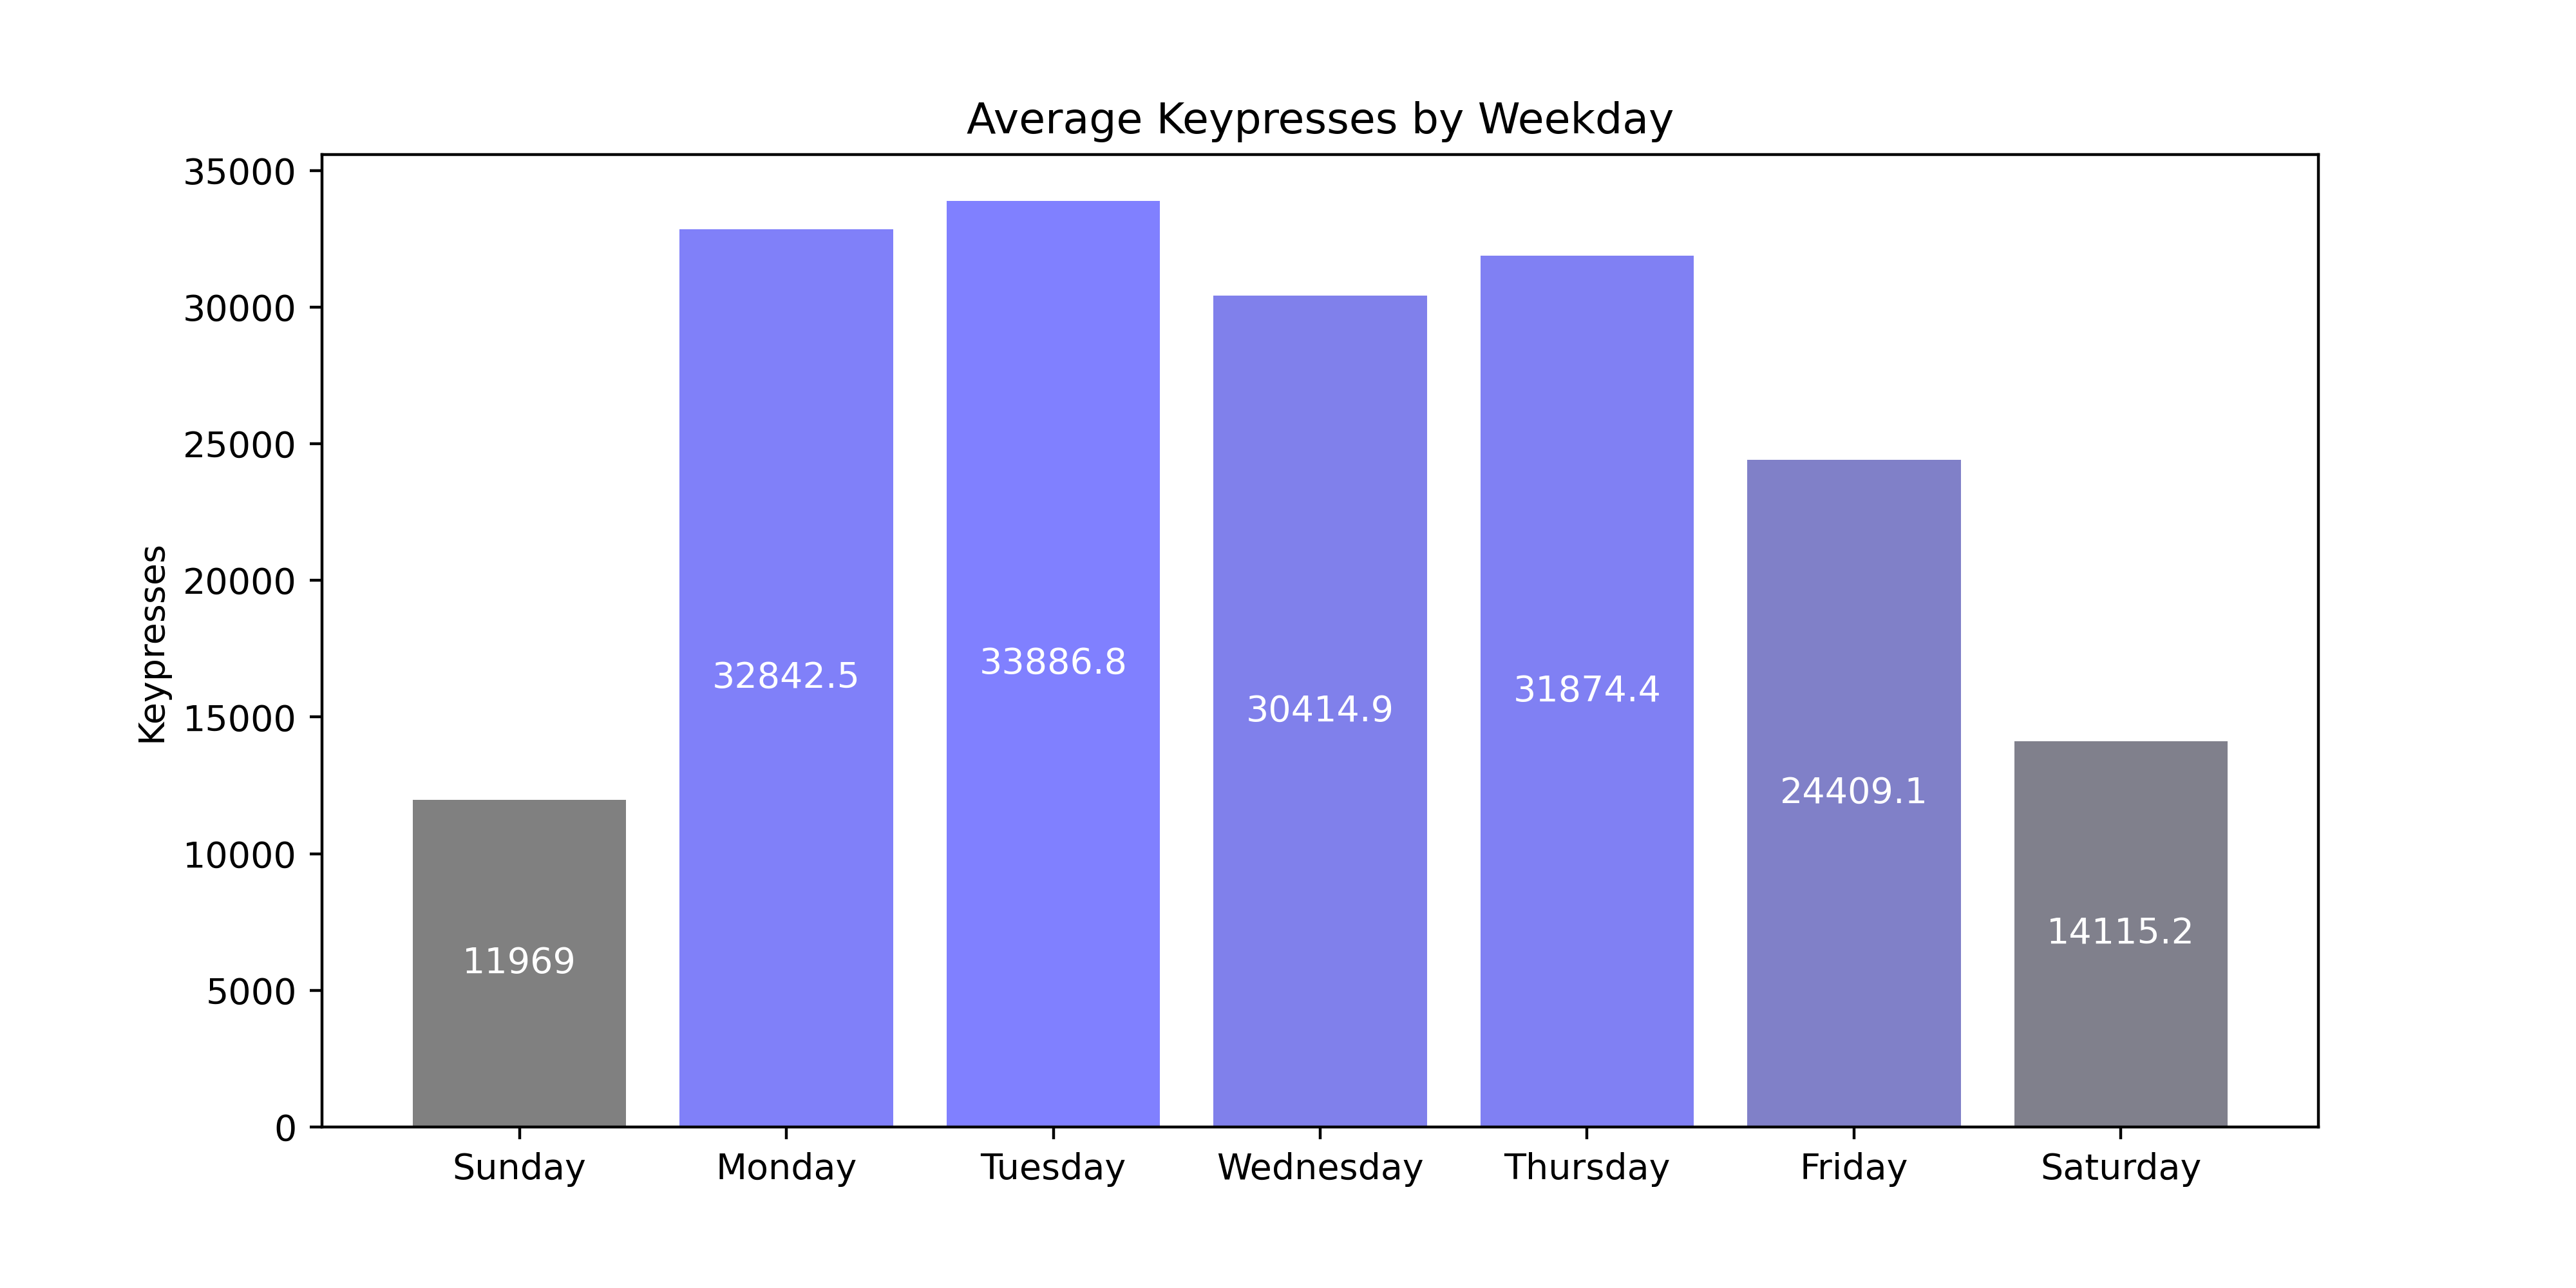 Average Keypresses by Weekday
Keypresses
35000
30000
25000
20000
15000
10000
5000
0
11969
32842.5
33886.8
30414.9
31874.4
24409.1
14115.2
Sunday
Monday
Tuesday
Wednesday
Thursday
Friday
Saturday